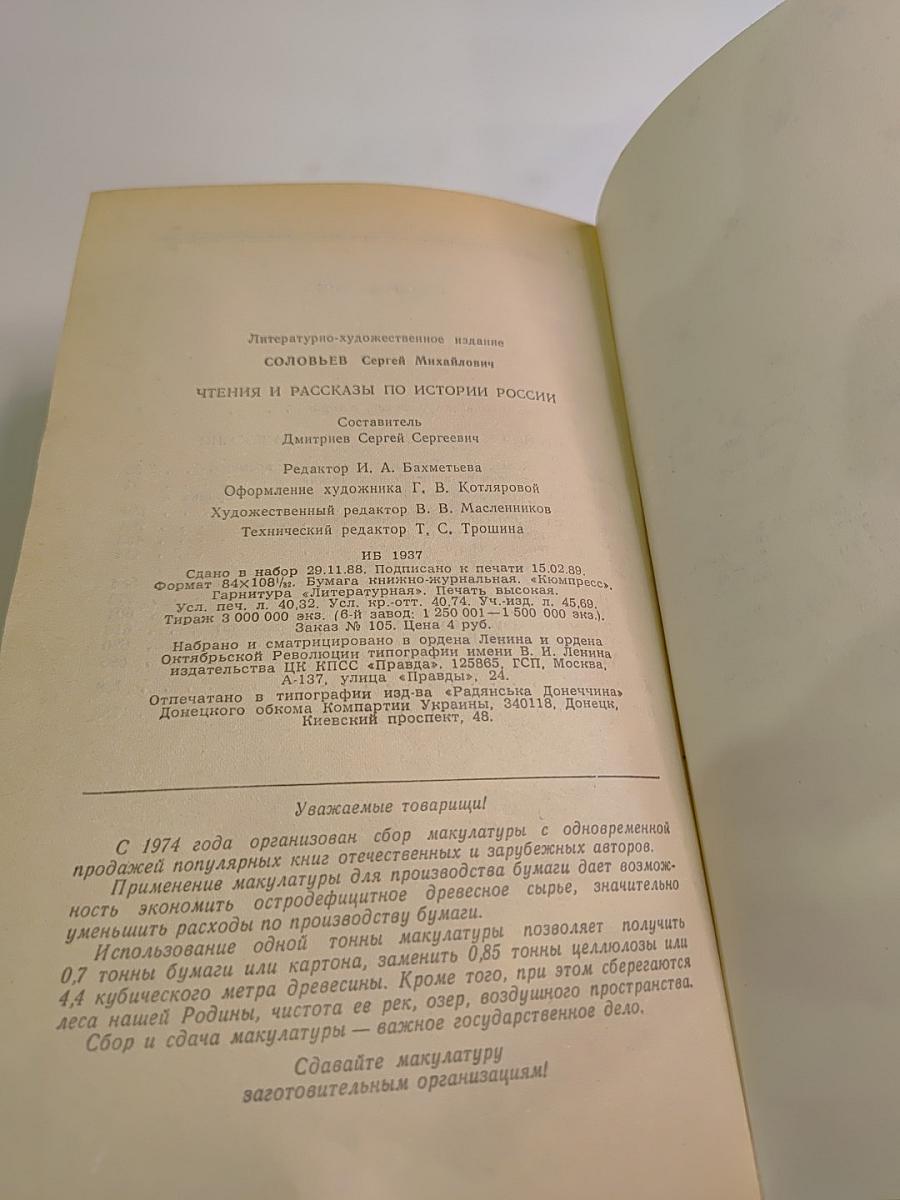 Литературно-художественное издание
СОЛОВЬЕВ Сергей Михайлович
ЧТЕНИЯ И РАССКАЗЫ ПО ИСТОРИИ РОССИИ
Составитель
Дмитриев Сергей Сергеевич
Редактор И. А. Бахметьева
Оформление художника Г. В. Котляровой
Художественный редактор В. В. Масленников
Технический редактор Т. С. Трошина
ИБ 1937
Сдано в набор 29.11.88. Подписано к печати 15.02.89.
Формат 84×108¹/₃₂. Бумага книжно-журнальная. «Кюмпресс».
Гарнитура «Литературная». Печать высокая.
Усл. печ. л. 40,32. Усл. кр.-отт. 40,74. Уч.-изд. л. 45,69.
Тираж 3 000 000 экз. (6-й завод: 1 250 001—1 500 000 экз.).
Заказ № 105. Цена 4 руб.
Набрано и сматрицировано в ордена Ленина и ордена
Октябрьской Революции типографии имени В. И. Ленина
издательства ЦК КПСС «Правда». 125865, ГСП, Москва,
А-137, улица «Правды», 24.
Отпечатано в типографии изд-ва «Радянська Донеччина»
Донецкого обкома Компартии Украины, 340118, Донецк,
Киевский проспект, 48.
Уважаемые товарищи!
С 1974 года организован сбор макулатуры с одновременной
продажей популярных книг отечественных и зарубежных авторов.
Применение макулатуры для производства бумаги дает возмож-
ность экономить остродефицитное древесное сырье, значительно
уменьшить расходы по производству бумаги.
Использование одной тонны макулатуры позволяет получить
0,7 тонны бумаги или картона, заменить 0,85 тонны целлюлозы или
4,4 кубического метра древесины. Кроме того, при этом сберегаются
леса нашей Родины, чистота ее рек, озер, воздушного пространства.
Сбор и сдача макулатуры — важное государственное дело.
Сдавайте макулатуру
заготовительным организациям!